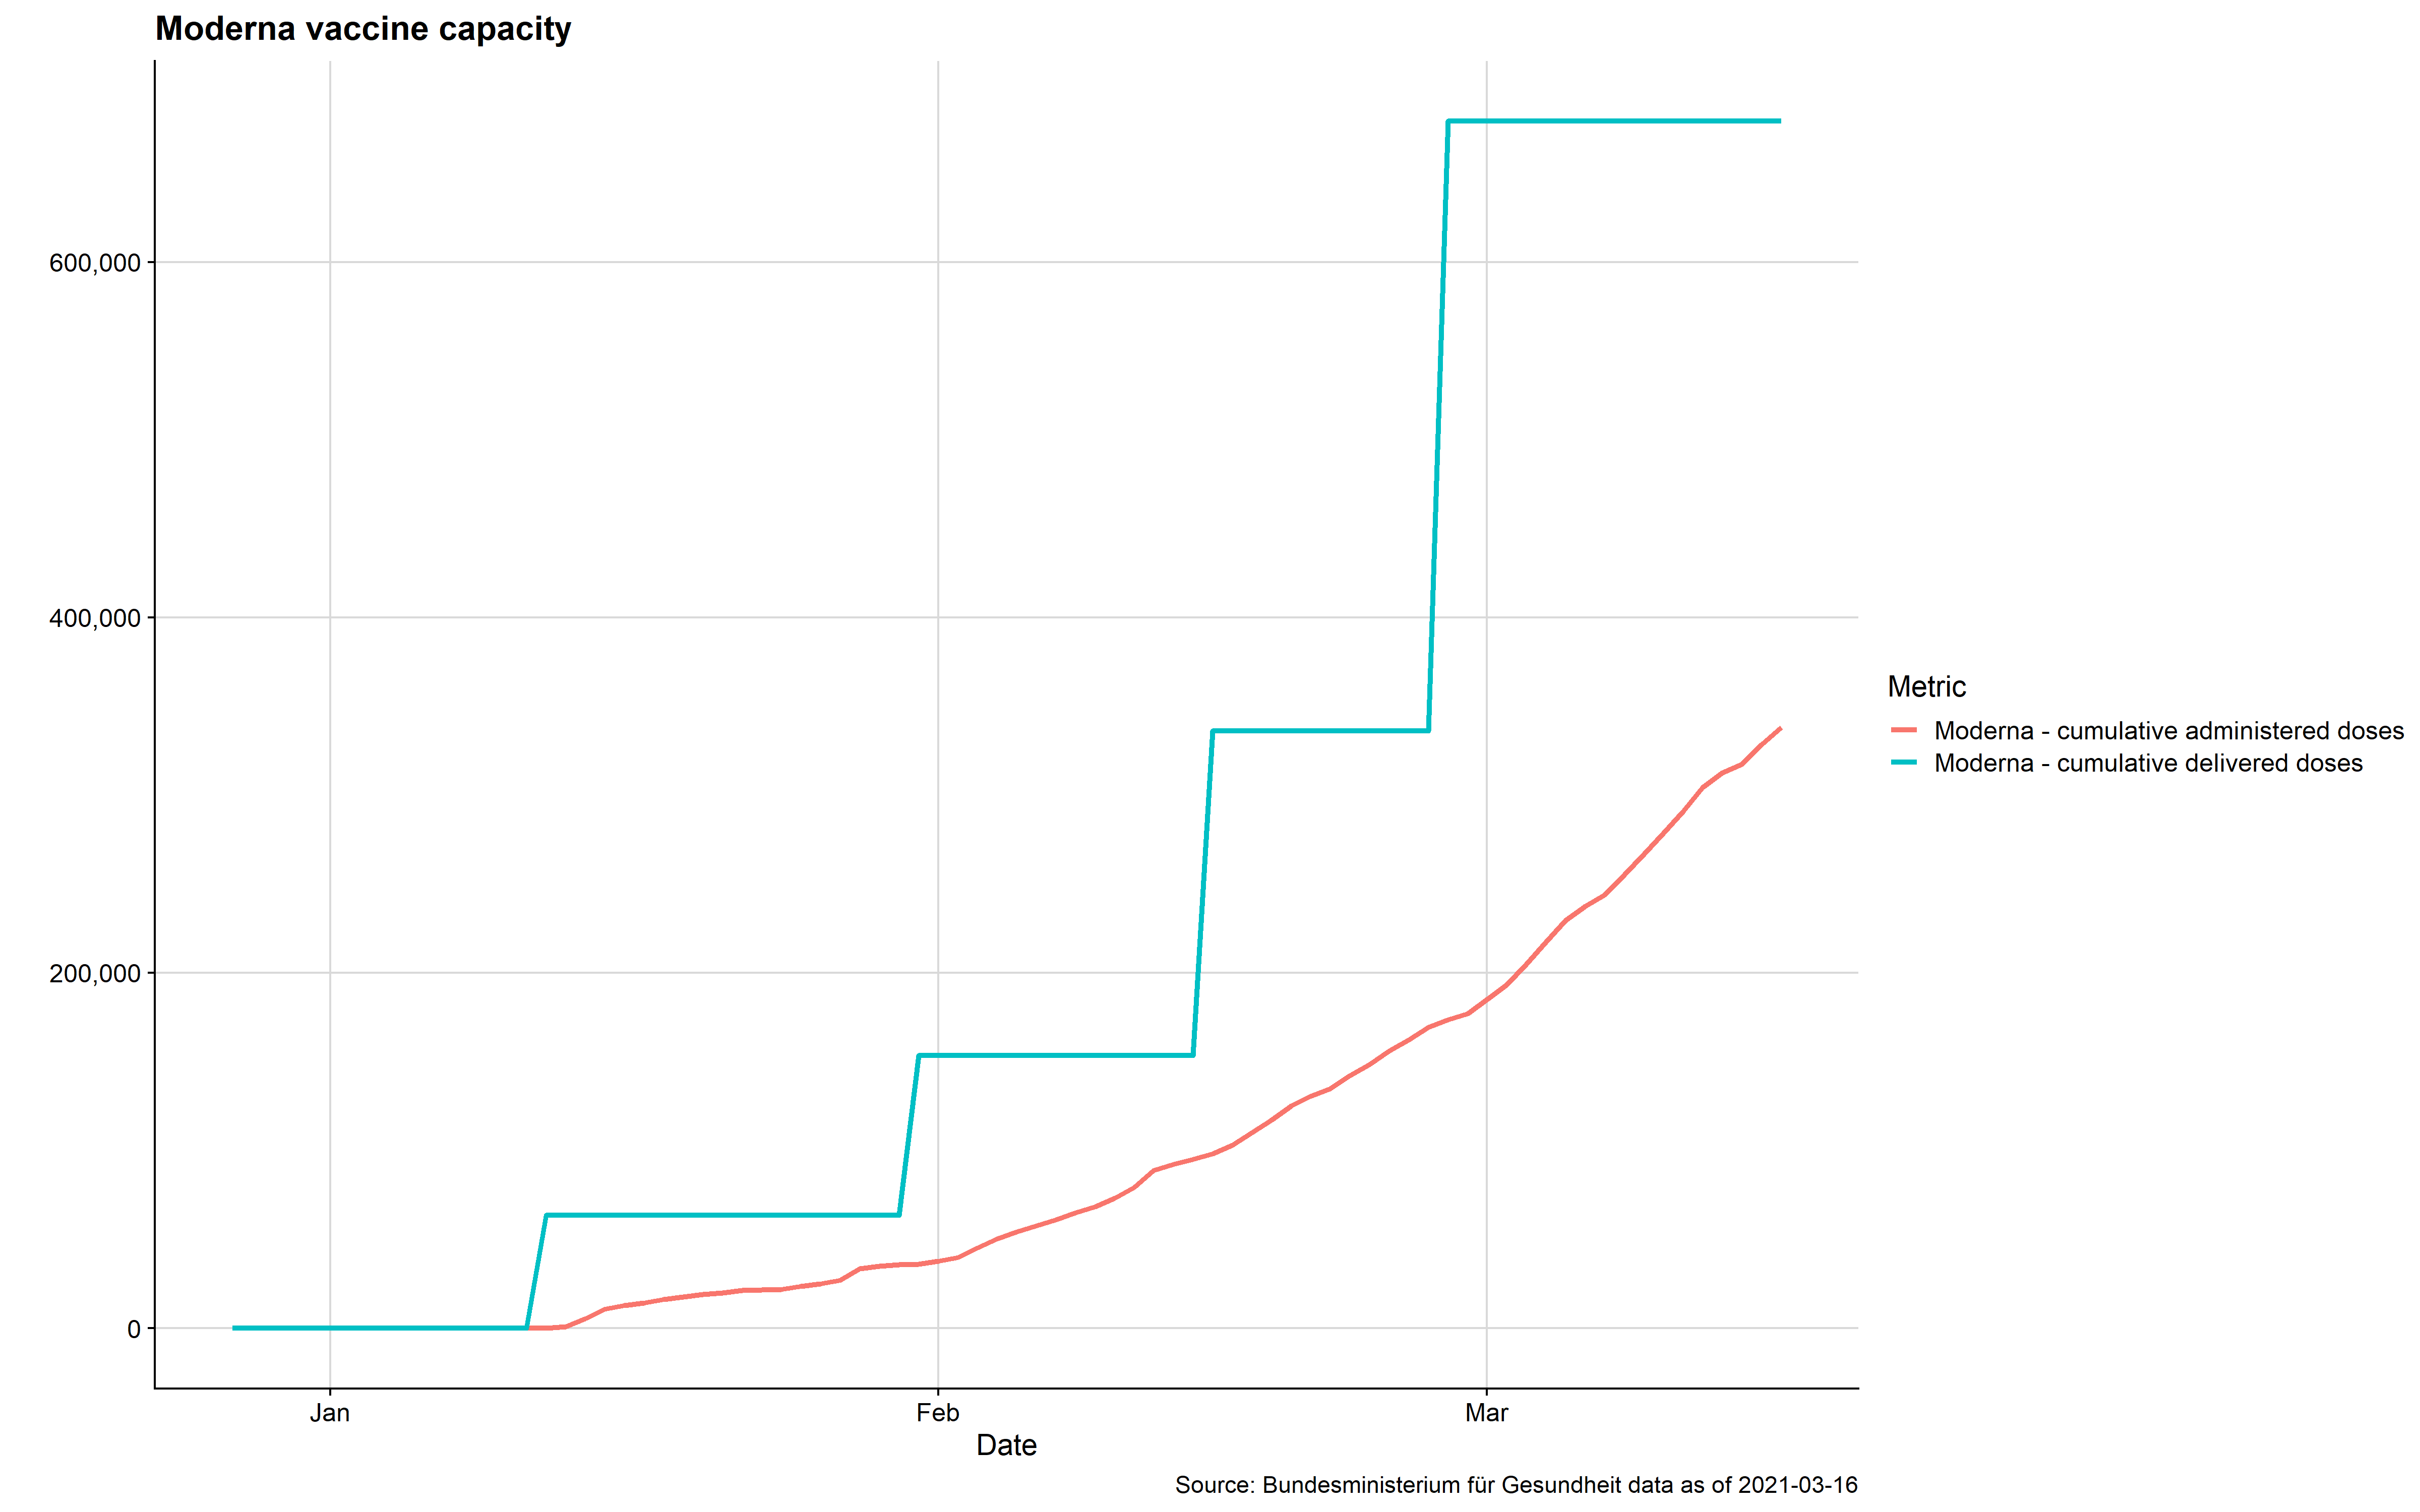 Moderna vaccine capacity
600,000
400,000
200,000
0
Jan Feb Mar
Date
Metric
Moderna - cumulative administered doses
Moderna - cumulative delivered doses
Source: Bundesministerium für Gesundheit data as of 2021-03-16